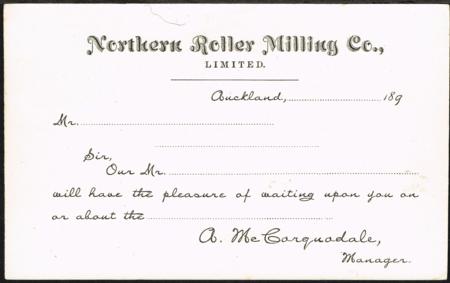 Northern Roller Milling Co.,
LIMITED.
Auckland,..............................189
Mr. ..............................
..............................
Sir,
Our Mr. ..............................
will have the pleasure of waiting upon you on
or about the ..............................
A. McCorquodale,
Manager.